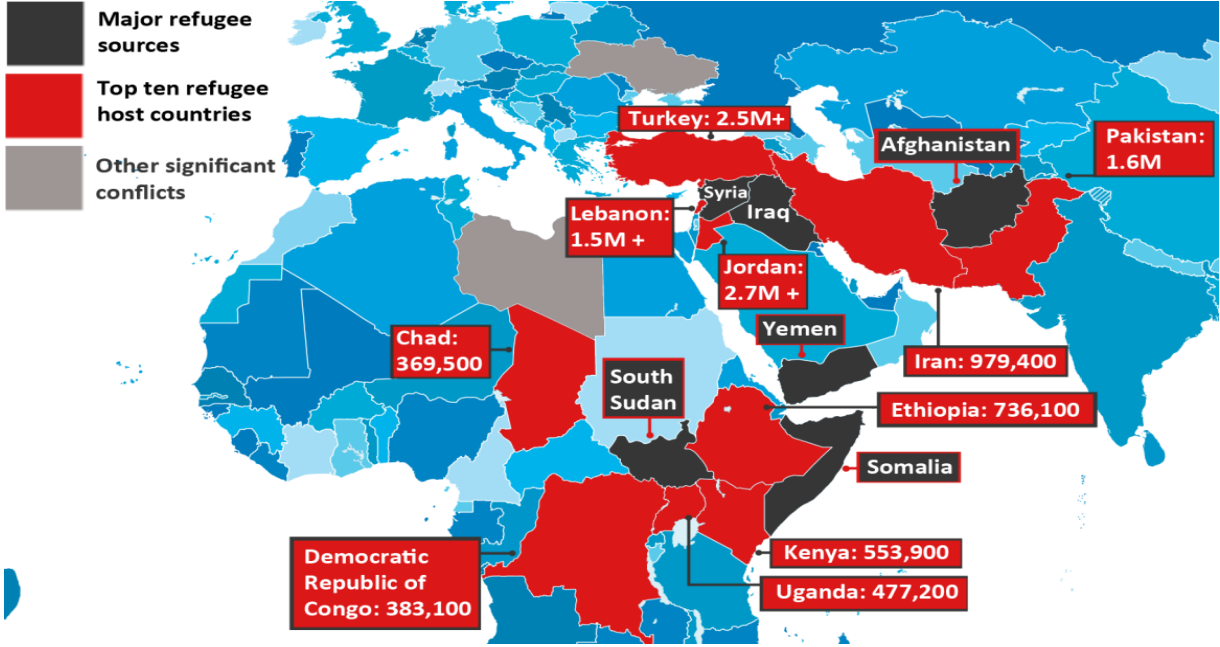 Major refugee
sources
Top ten refugee
host countries
Other significant
conflicts
Turkey: 2.5M+
Afghanistan
Pakistan:
1.6M
Syria
Iraq
Lebanon:
1.5M +
Jordan:
2.7M +
Yemen
Iran: 979,400
Chad:
369,500
South
Sudan
Ethiopia: 736,100
Somalia
Democratic
Republic of
Congo: 383,100
Kenya: 553,900
Uganda: 477,200